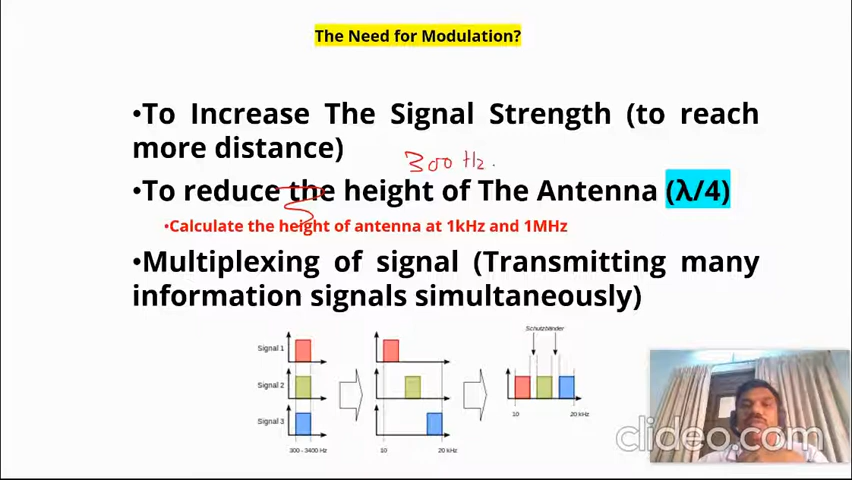 The Need for Modulation?
•To Increase The Signal Strength (to reach
more distance)
300 Hz.
•To reduce the height of The Antenna (λ/4)
•Calculate the height of antenna at 1kHz and 1MHz
•Multiplexing of signal (Transmitting many
information signals simultaneously)
Schutzbänder
Signal 1
Signal 2
Signal 3
300 - 3400 Hz
10 20 kHz
10 20 kHz
clideo.com